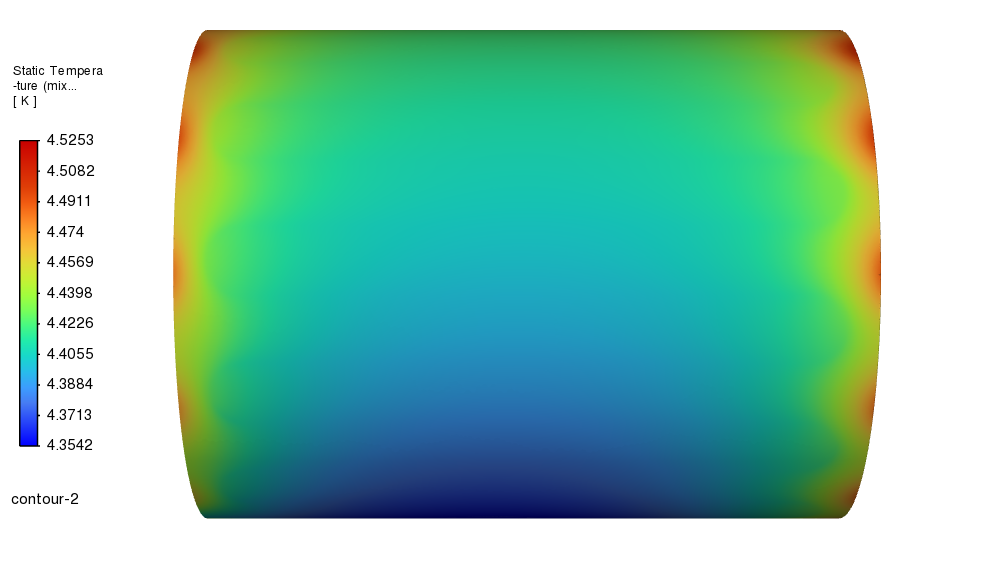 Static Tempera
-ture (mix...
[ K ]
4.5253
4.5082
4.4911
4.474
4.4569
4.4398
4.4226
4.4055
4.3884
4.3713
4.3542
contour-2